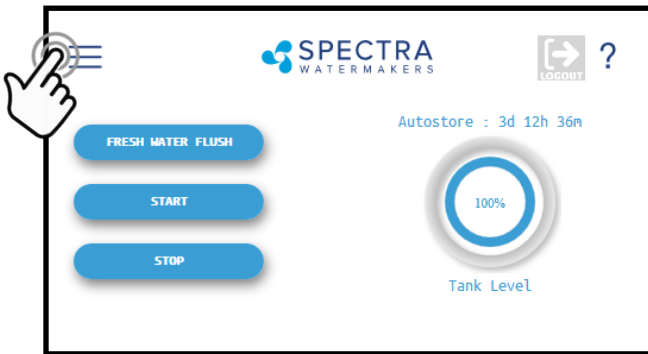 SPECTRA
WATERMAKERS
LOGOUT
?
Autostore : 3d 12h 36m
FRESH WATER FLUSH
START
100%
STOP
Tank Level